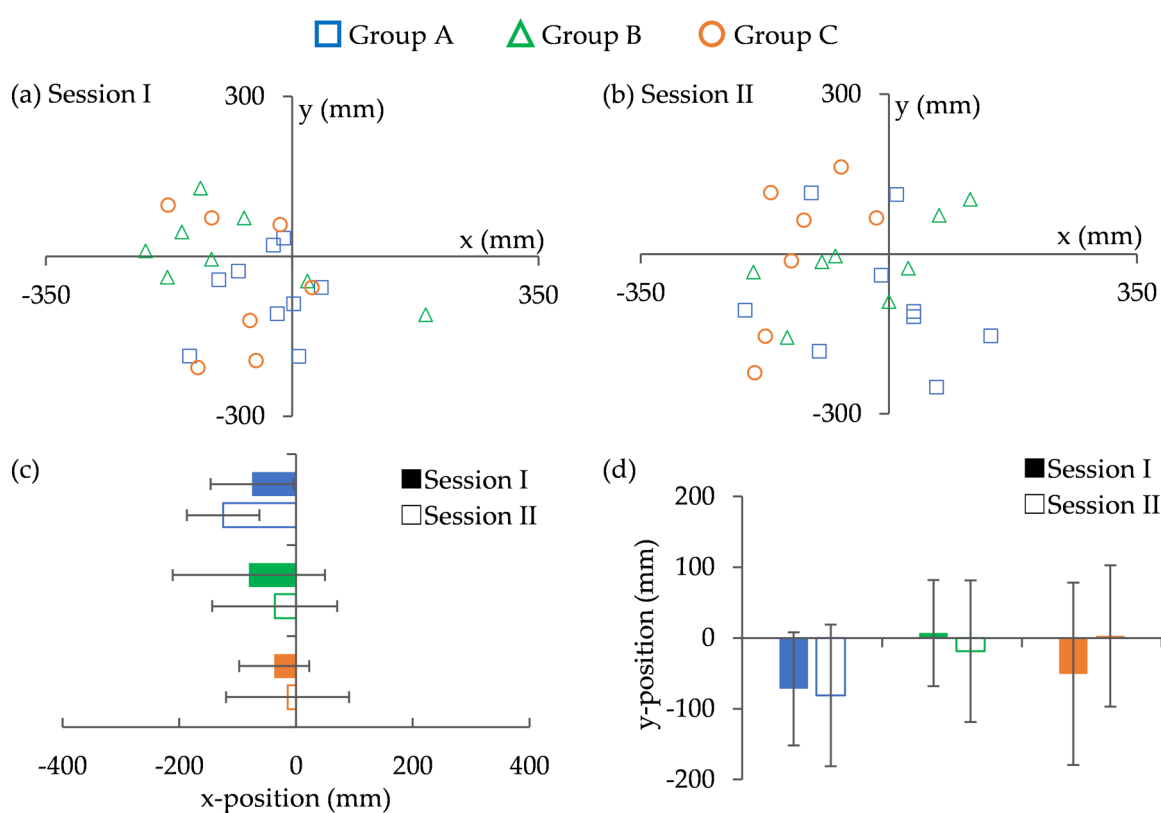 Group A Group B Group C
(a) Session I
300
y (mm)
x (mm)
-350
350
-300
(b) Session II
300
y (mm)
x (mm)
-350
350
-300
(c)
Session I
Session II
-400 -200 0 200 400
x-position (mm)
(d)
Session I
Session II
200
100
0
-100
-200
y-position (mm)